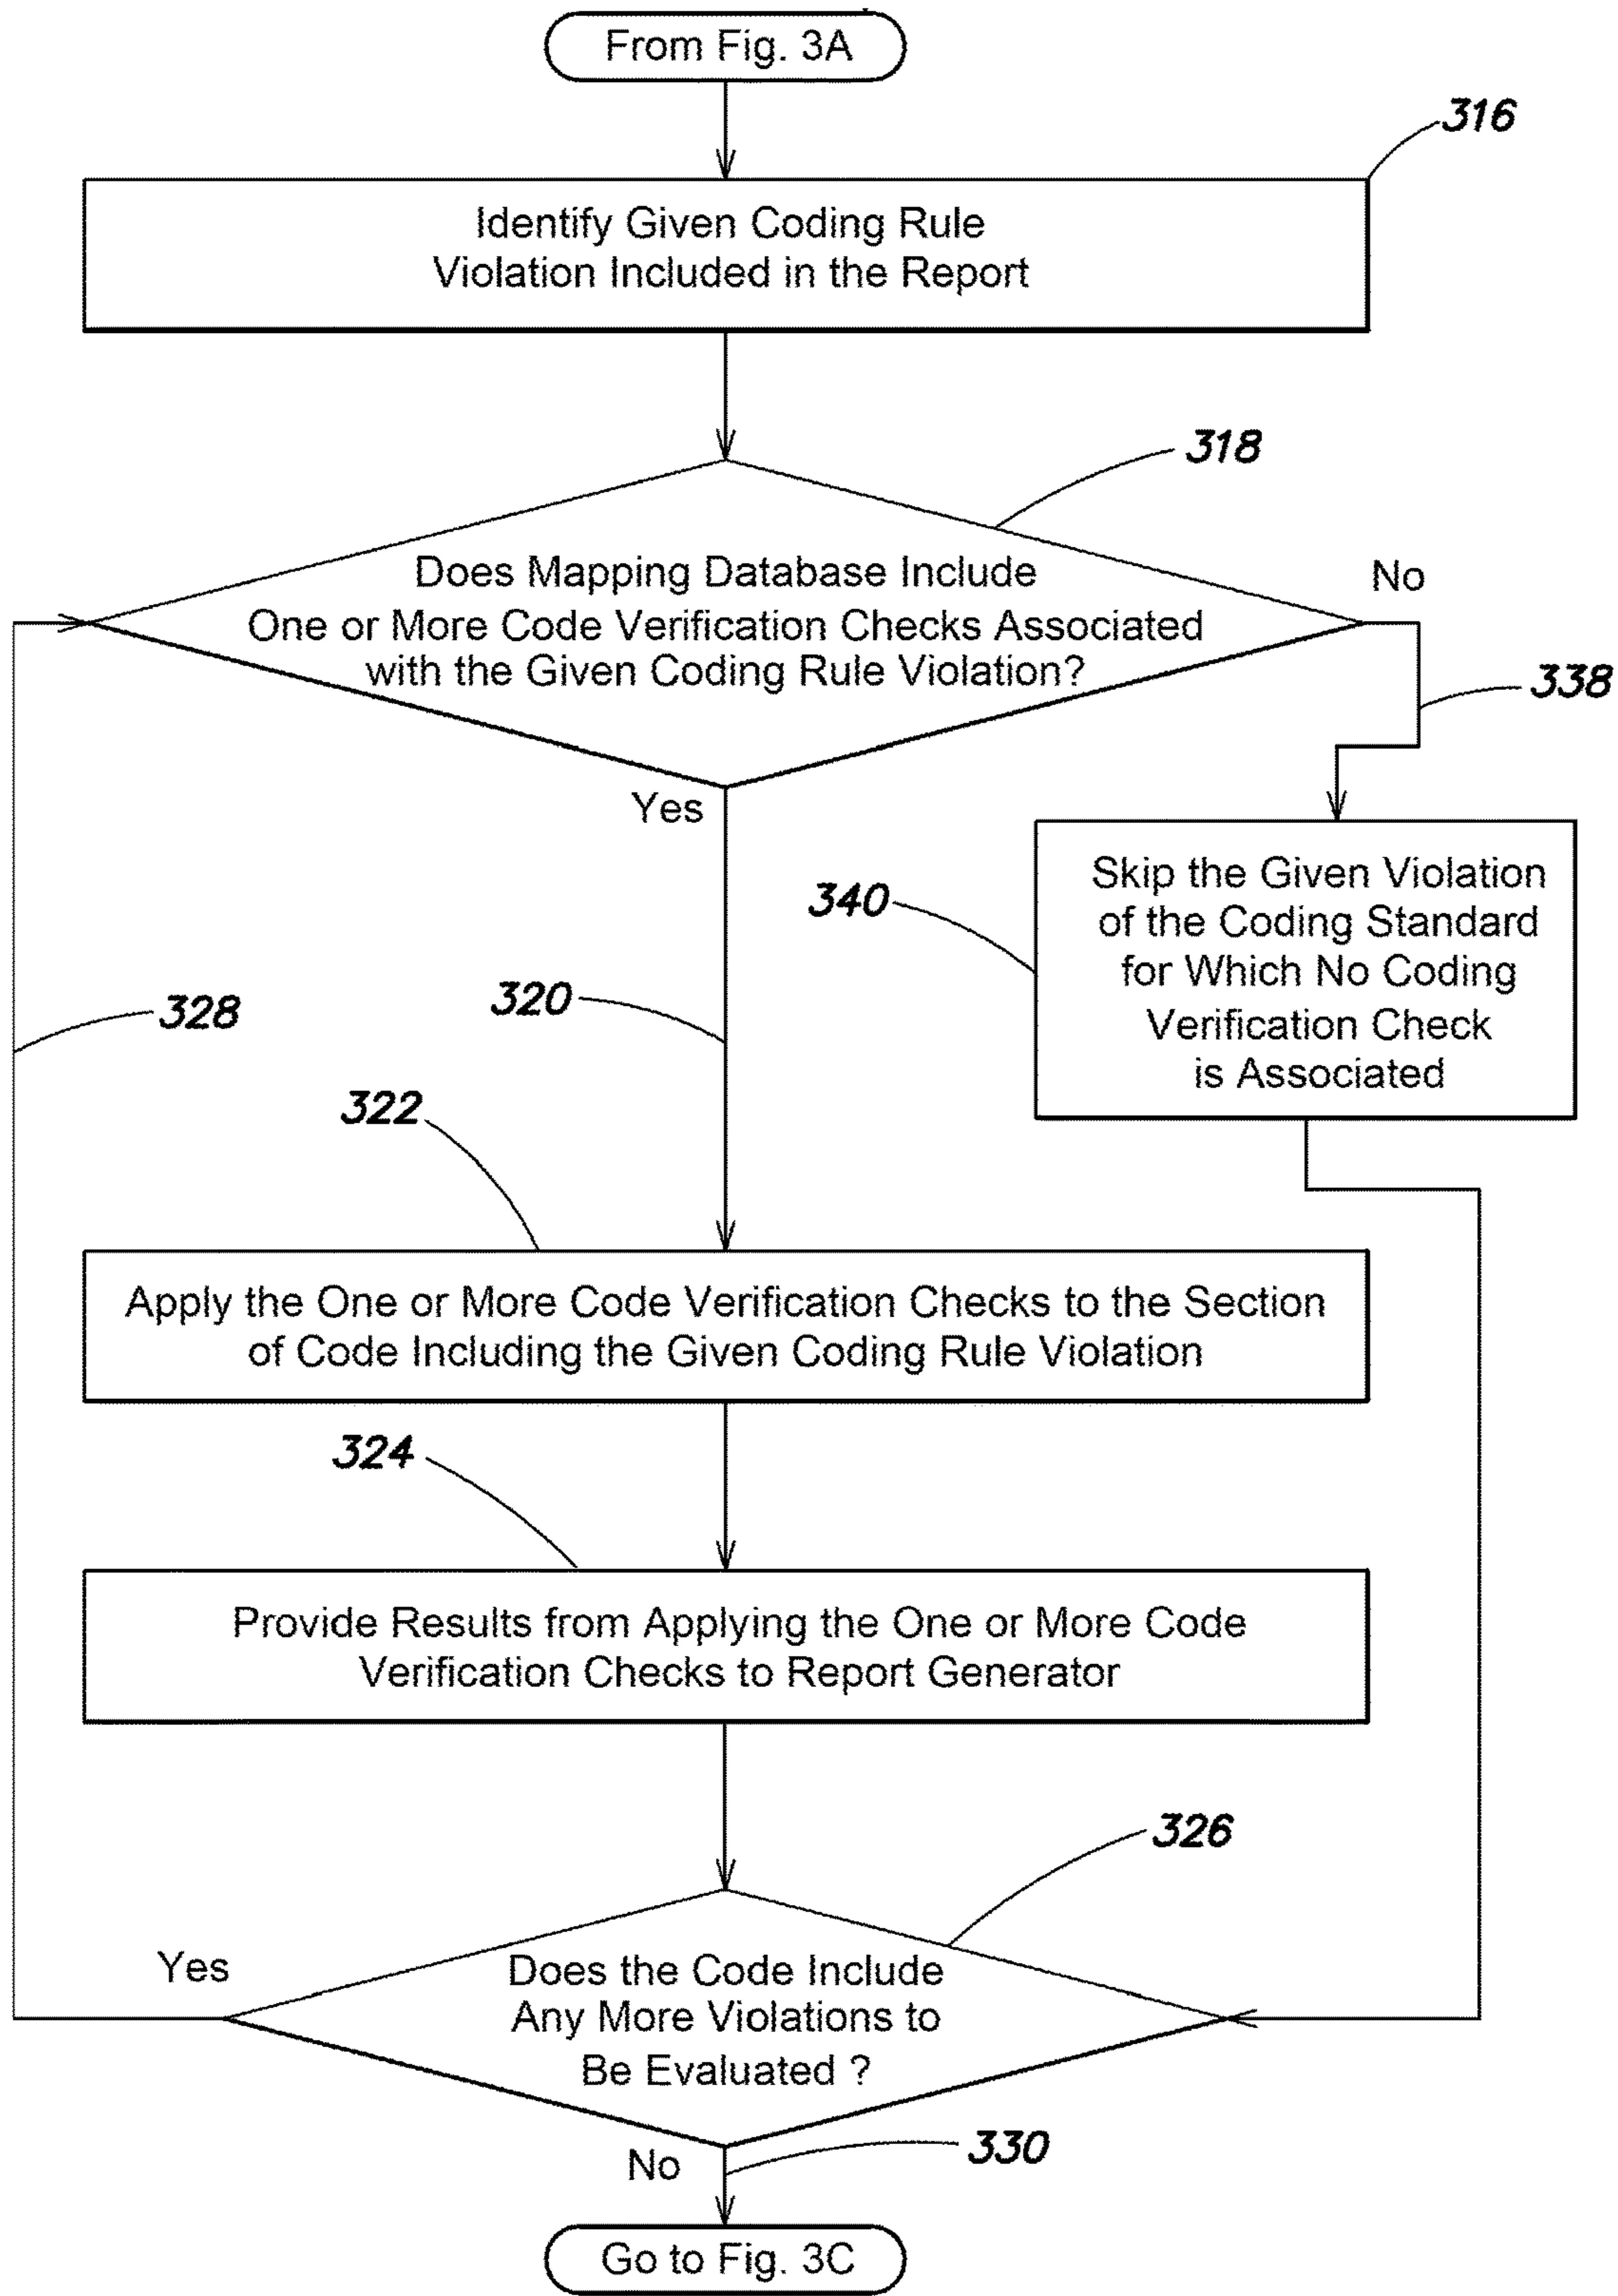 From Fig. 3A
316
Identify Given Coding Rule
Violation Included in the Report
318
Does Mapping Database Include
One or More Code Verification Checks Associated
with the Given Coding Rule Violation?
No
338
Yes
340
Skip the Given Violation
of the Coding Standard
for Which No Coding
Verification Check
is Associated
328
320
322
Apply the One or More Code Verification Checks to the Section
of Code Including the Given Coding Rule Violation
324
Provide Results from Applying the One or More Code
Verification Checks to Report Generator
326
Yes
Does the Code Include
Any More Violations to
Be Evaluated ?
No
330
Go to Fig. 3C